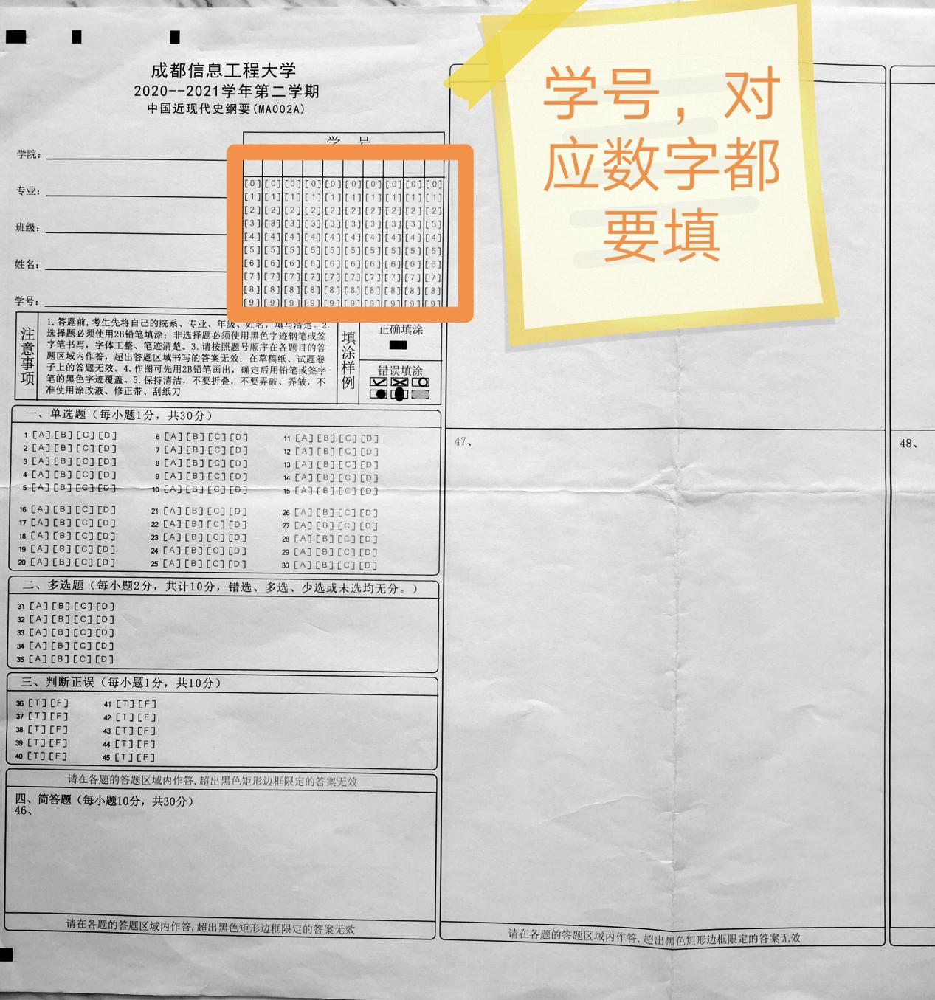 成都信息工程大学
2020--2021学年第二学期
中国近现代史纲要(MA002A)
学号，对
应数字都
要填
学院:
专业:
班级:
姓名:
学号:
学 号
[0][0][0][0][0][0][0][0][0][0]
[1][1][1][1][1][1][1][1][1][1]
[2][2][2][2][2][2][2][2][2][2]
[3][3][3][3][3][3][3][3][3][3]
[4][4][4][4][4][4][4][4][4][4]
[5][5][5][5][5][5][5][5][5][5]
[6][6][6][6][6][6][6][6][6][6]
[7][7][7][7][7][7][7][7][7][7]
[8][8][8][8][8][8][8][8][8][8]
[9][9][9][9][9][9][9][9][9][9]
注意事项
1.答题前,考生先将自己的院系、专业、年级、姓名，填写清楚。2.
选择题必须使用2B铅笔填涂；非选择题必须使用黑色字迹钢笔或签
字笔书写，字体工整、笔迹清楚。3.请按照题号顺序在各题目的答
题区域内作答，超出答题区域书写的答案无效；在草稿纸、试题卷
子上的答题无效。4.作图可先用2B铅笔画出，确定后用铅笔或签字
笔的黑色字迹覆盖。5.保持清洁，不要折叠，不要弄破、弄皱，不
准使用涂改液、修正带、刮纸刀
填涂样例
正确填涂
错误填涂
一、单选题（每小题1分，共30分）
1 [A][B][C][D] 6 [A][B][C][D] 11 [A][B][C][D]
2 [A][B][C][D] 7 [A][B][C][D] 12 [A][B][C][D]
3 [A][B][C][D] 8 [A][B][C][D] 13 [A][B][C][D]
4 [A][B][C][D] 9 [A][B][C][D] 14 [A][B][C][D]
5 [A][B][C][D] 10 [A][B][C][D] 15 [A][B][C][D]
16 [A][B][C][D] 21 [A][B][C][D] 26 [A][B][C][D]
17 [A][B][C][D] 22 [A][B][C][D] 27 [A][B][C][D]
18 [A][B][C][D] 23 [A][B][C][D] 28 [A][B][C][D]
19 [A][B][C][D] 24 [A][B][C][D] 29 [A][B][C][D]
20 [A][B][C][D] 25 [A][B][C][D] 30 [A][B][C][D]
二、多选题（每小题2分，共计10分，错选、多选、少选或未选均无分。）
31 [A][B][C][D]
32 [A][B][C][D]
33 [A][B][C][D]
34 [A][B][C][D]
35 [A][B][C][D]
三、判断正误（每小题1分，共10分）
36 [T][F] 41 [T][F]
37 [T][F] 42 [T][F]
38 [T][F] 43 [T][F]
39 [T][F] 44 [T][F]
40 [T][F] 45 [T][F]
请在各题的答题区域内作答,超出黑色矩形边框限定的答案无效
四、简答题（每小题10分，共30分）
46、
请在各题的答题区域内作答,超出黑色矩形边框限定的答案无效
47、
请在各题的答题区域内作答,超出黑色矩形边框限定的答案无效
48、